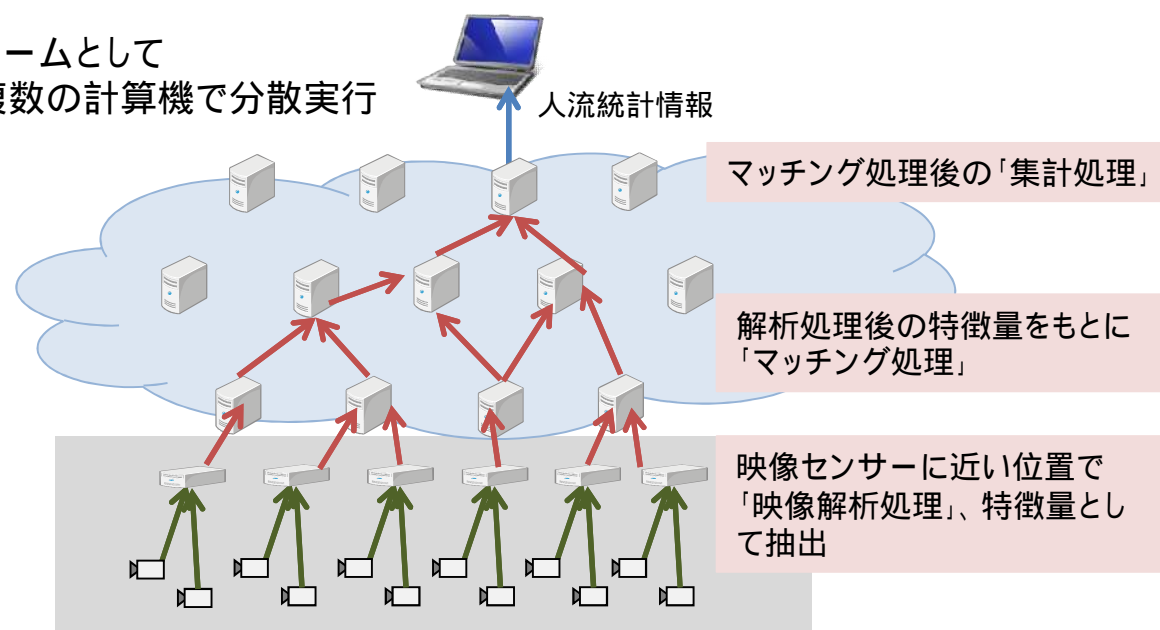 ームとして
复数の計算機で分散実行
人流統計情報
マッチング処理後の「集計処理」
解析処理後の特徴量をもとに
「マッチング処理」
映像センサーに近い位置で
「映像解析処理」、特徴量とし
て抽出